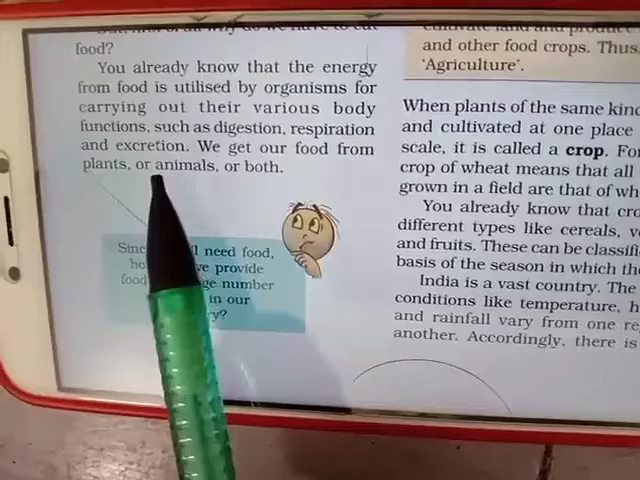 food?
You already know that the energy
from food is utilised by organisms for
carrying out their various body
functions, such as digestion, respiration
and excretion. We get our food from
plants, or animals, or both.
need food,
we provide
food number
in our
and other food crops. Thus,
'Agriculture'.
When plants of the same kind
and cultivated at one place
scale, it is called a crop. For
crop of wheat means that all
grown in a field are that of
You already know that
different types like cereals,
and fruits. These can be
basis of the season in which
India is a vast country. The
conditions like temperature,
and rainfall vary from one
another. Accordingly, there is